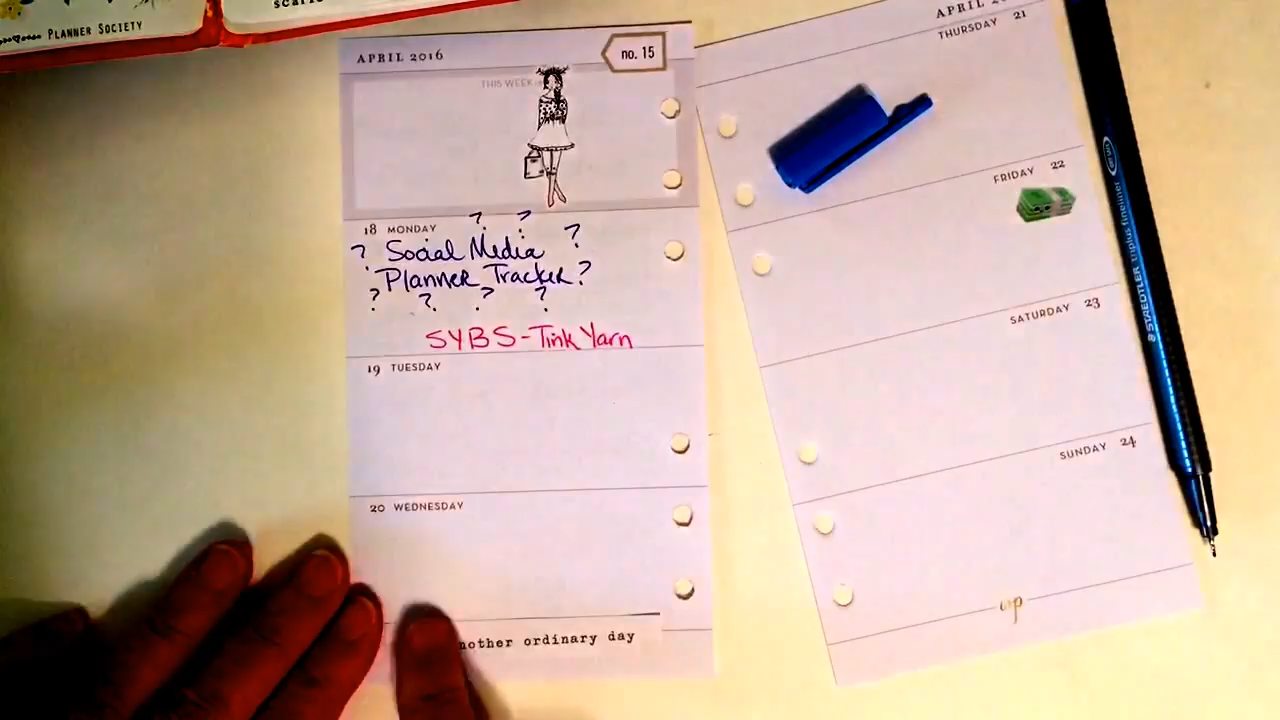 PLANNER SOCIETY
APRIL 2016
no. 15
THIS WEEK
18 MONDAY
? ? ? ?
Social Media
Planner Tracker?
? ? ? ?
SYBS-Tink Yarn
19 TUESDAY
20 WEDNESDAY
nother ordinary day
APRIL
THURSDAY 21
FRIDAY 22
SATURDAY 23
SUNDAY 24
wp
STAEDTLER triplus fineliner